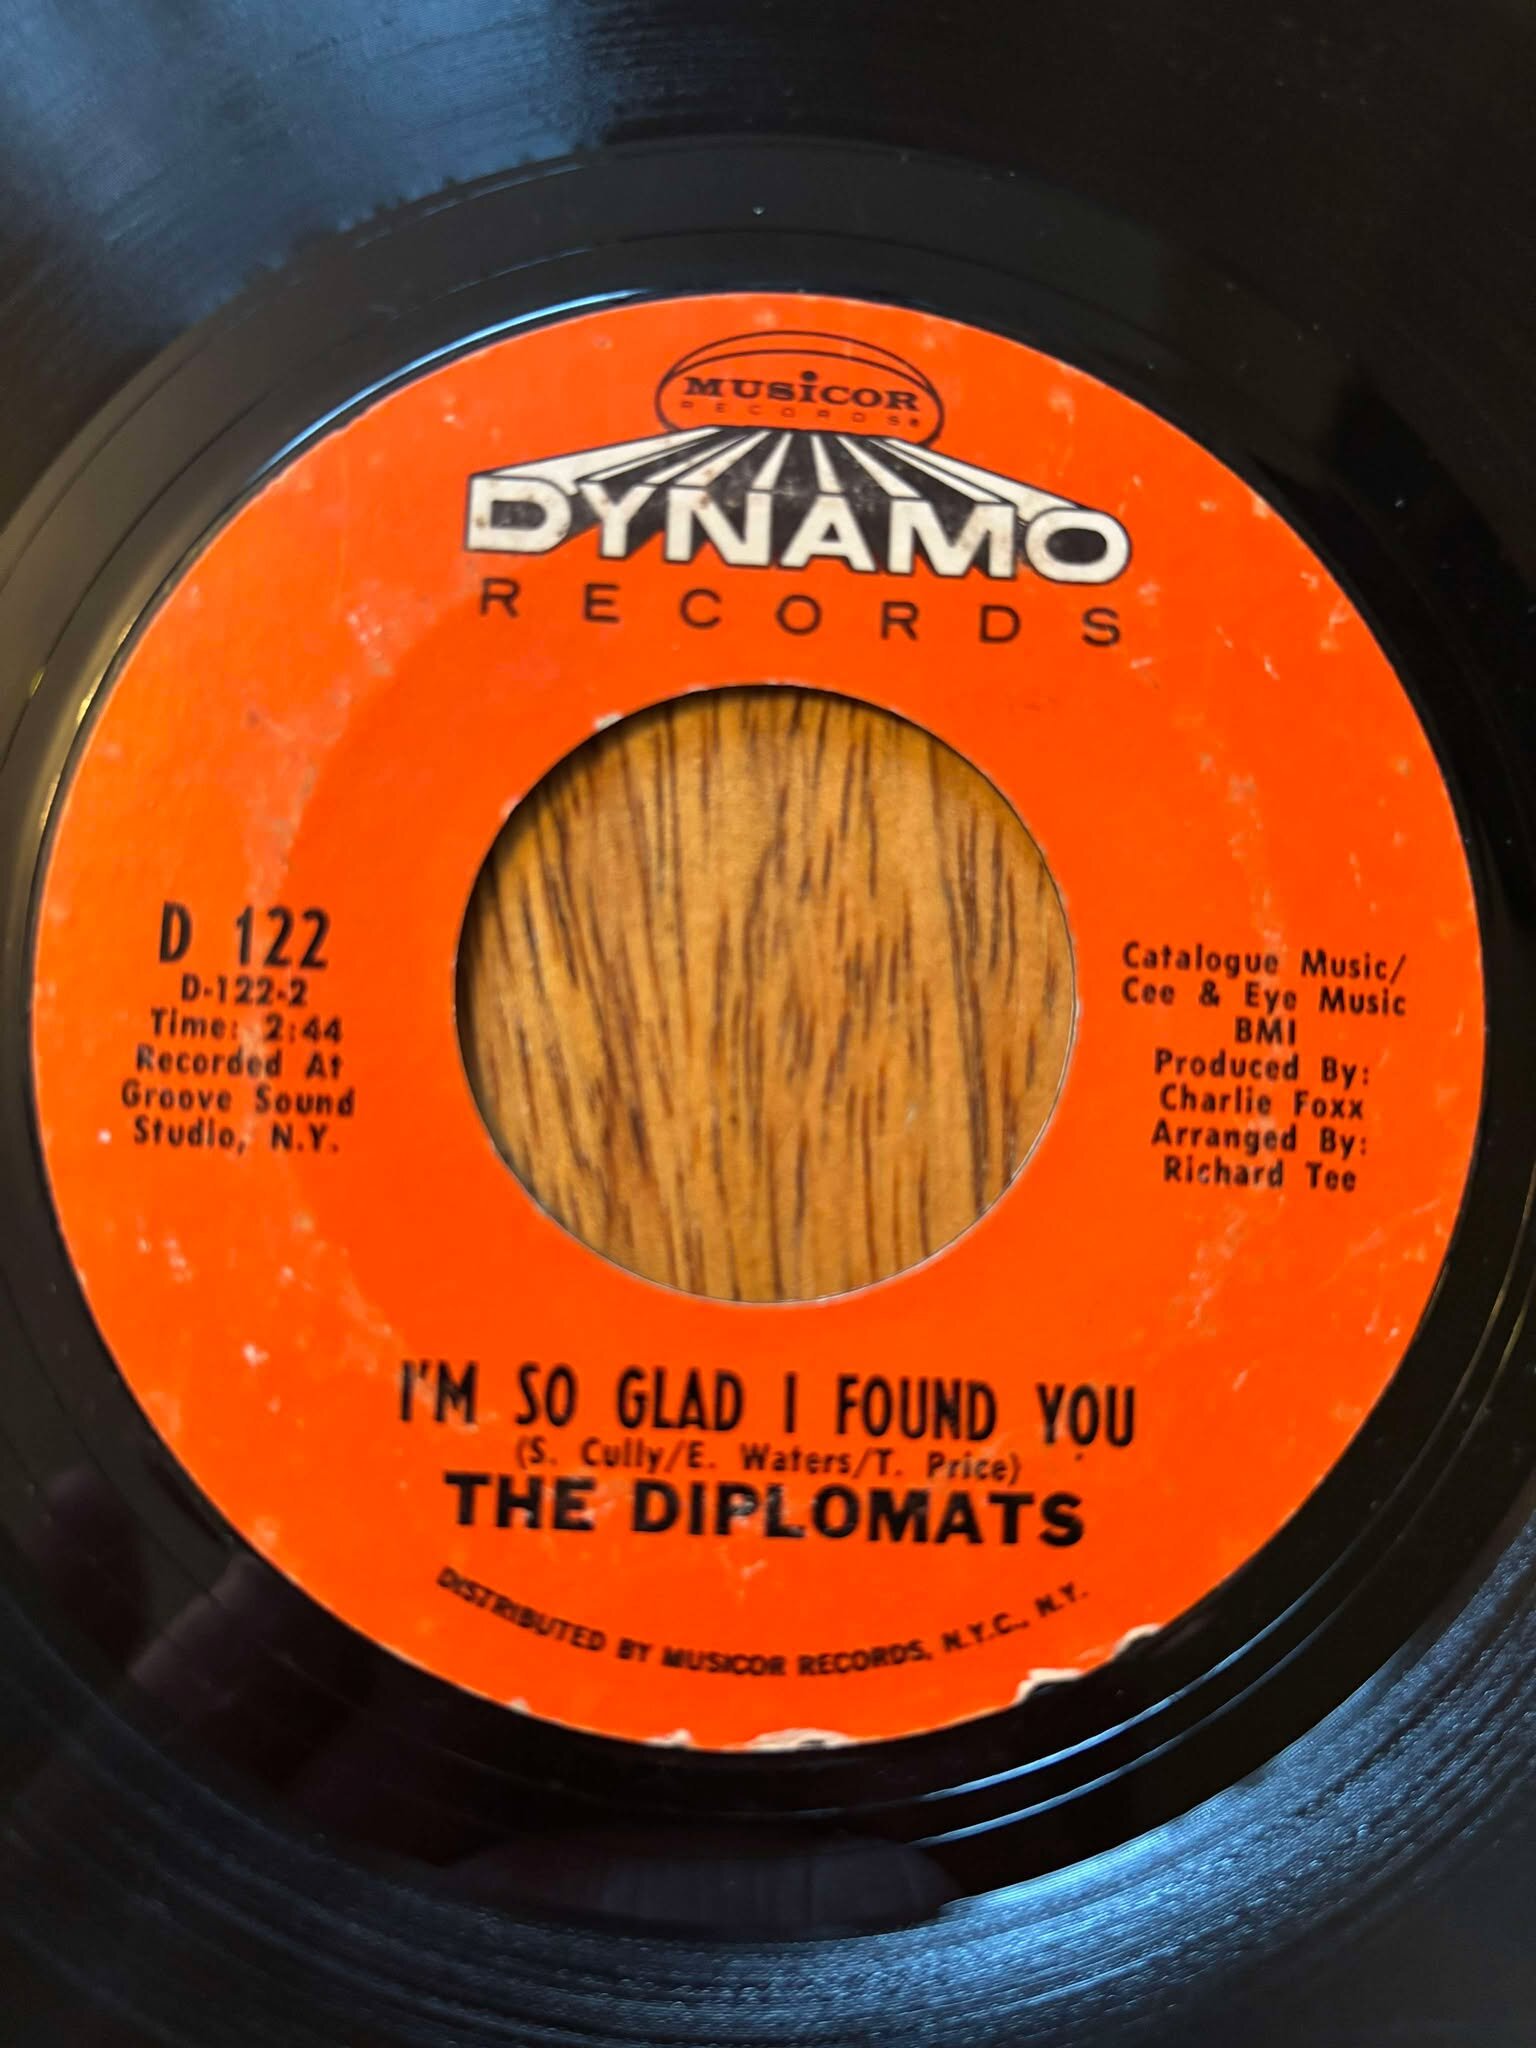 MUSICOR
RECORDS®
DYNAMO
RECORDS
D 122
D-122-2
Time: 2:44
Recorded At
Groove Sound
Studio, N.Y.
Catalogue Music/
Cee & Eye Music
BMI
Produced By:
Charlie Foxx
Arranged By:
Richard Tee
I'M SO GLAD I FOUND YOU
(S. Cully/E. Waters/T. Price)
THE DIPLOMATS
DISTRIBUTED BY MUSICOR RECORDS, N.Y.C., N.Y.